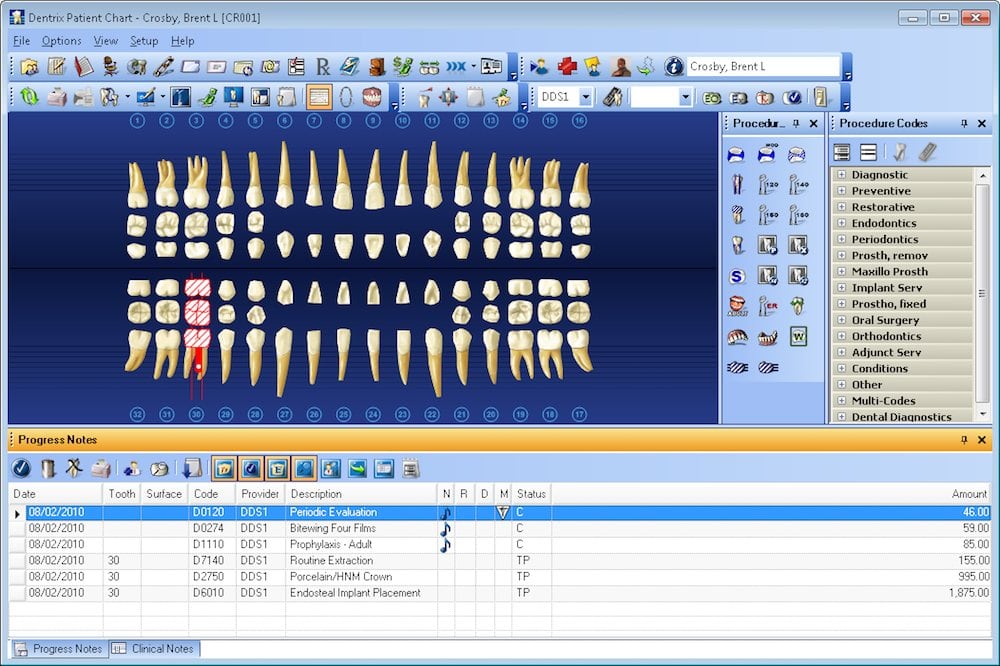 Dentrix Patient Chart - Crosby, Brent L [CR001]
File Options View Setup Help
Crosby, Brent L
DDS1
1 2 3 4 5 6 7 8 9 10 11 12 13 14 15 16
32 31 30 29 28 27 26 25 24 23 22 21 20 19 18 17
Procedur...
MOD
120 140
150 160
S
ER
W
Procedure Codes
Diagnostic
Preventive
Restorative
Endodontics
Periodontics
Prosth, remov
Maxillo Prosth
Implant Serv
Prostho, fixed
Oral Surgery
Orthodontics
Adjunct Serv
Conditions
Other
Multi-Codes
Dental Diagnostics
Progress Notes
Date Tooth Surface Code Provider Description N R D M Status Amount
08/02/2010 D0120 DDS1 Periodic Evaluation C 46.00
08/02/2010 D0274 DDS1 Bitewing Four Films C 59.00
08/02/2010 D1110 DDS1 Prophylaxis - Adult C 85.00
08/02/2010 30 D7140 DDS1 Routine Extraction TP 155.00
08/02/2010 30 D2750 DDS1 Porcelain/HNM Crown TP 995.00
08/02/2010 30 D6010 DDS1 Endosteal Implant Placement TP 1,875.00
Progress Notes Clinical Notes